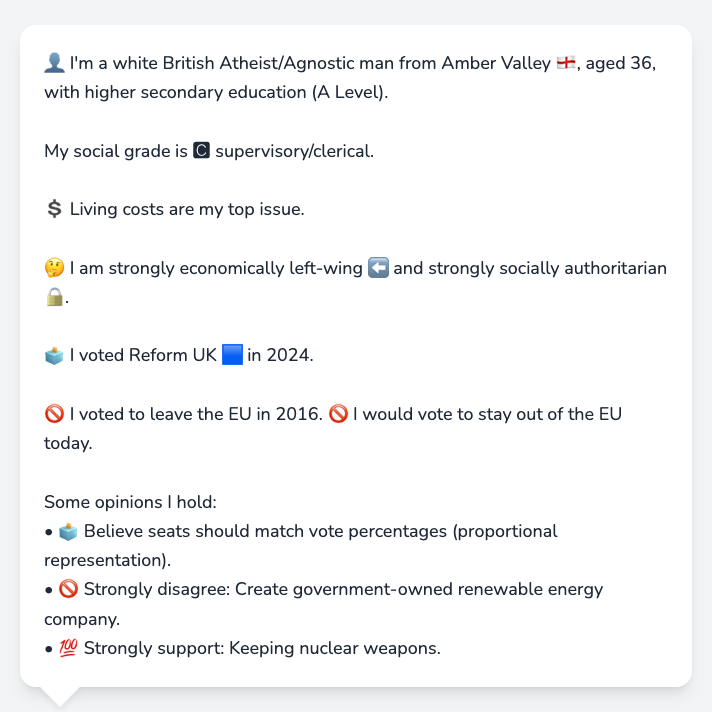 👤 I'm a white British Atheist/Agnostic man from Amber Valley 🏴󠁧󠁢󠁥󠁮󠁧󠁿, aged 36,
with higher secondary education (A Level).
My social grade is 🅲 supervisory/clerical.
💲 Living costs are my top issue.
🤔 I am strongly economically left-wing ⬅️ and strongly socially authoritarian
🔒.
🗳️ I voted Reform UK 🟦 in 2024.
🚫 I voted to leave the EU in 2016. 🚫 I would vote to stay out of the EU
today.
Some opinions I hold:
• 🗳️ Believe seats should match vote percentages (proportional
representation).
• 🚫 Strongly disagree: Create government-owned renewable energy
company.
• 💯 Strongly support: Keeping nuclear weapons.